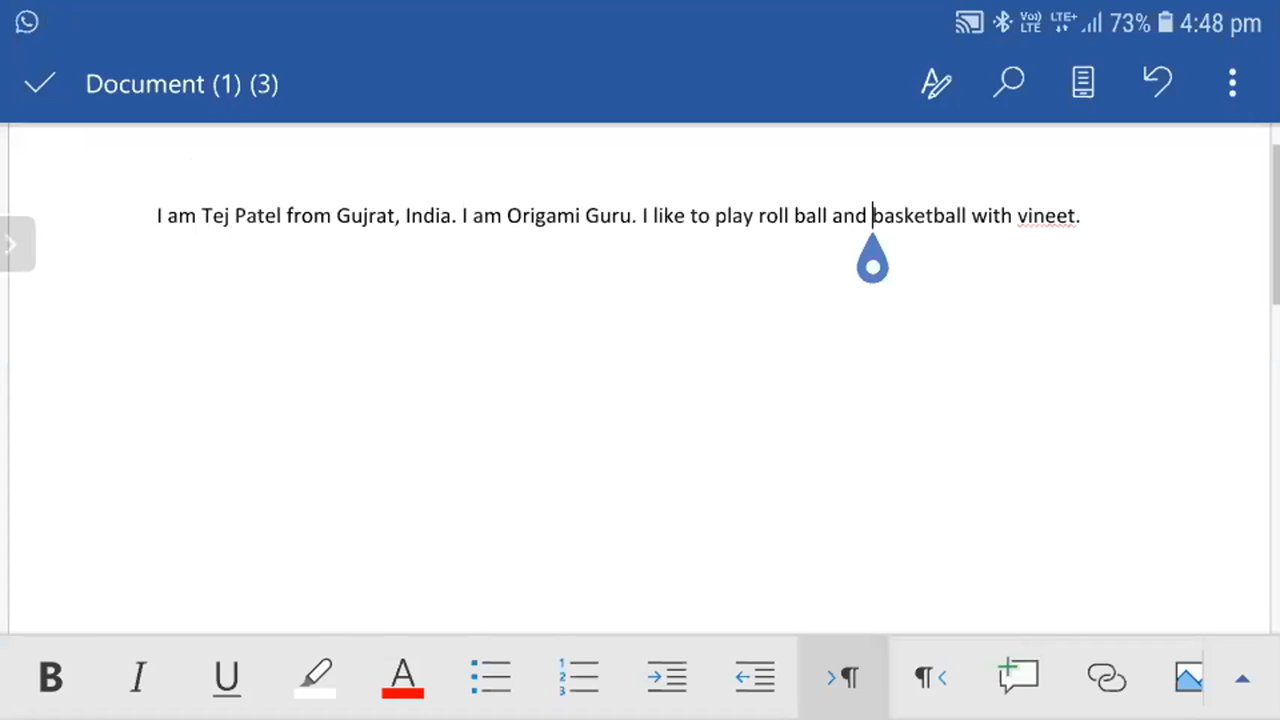 73% 4:48 pm
Document (1) (3)
I am Tej Patel from Gujrat, India. I am Origami Guru. I like to play roll ball and basketball with vineet.